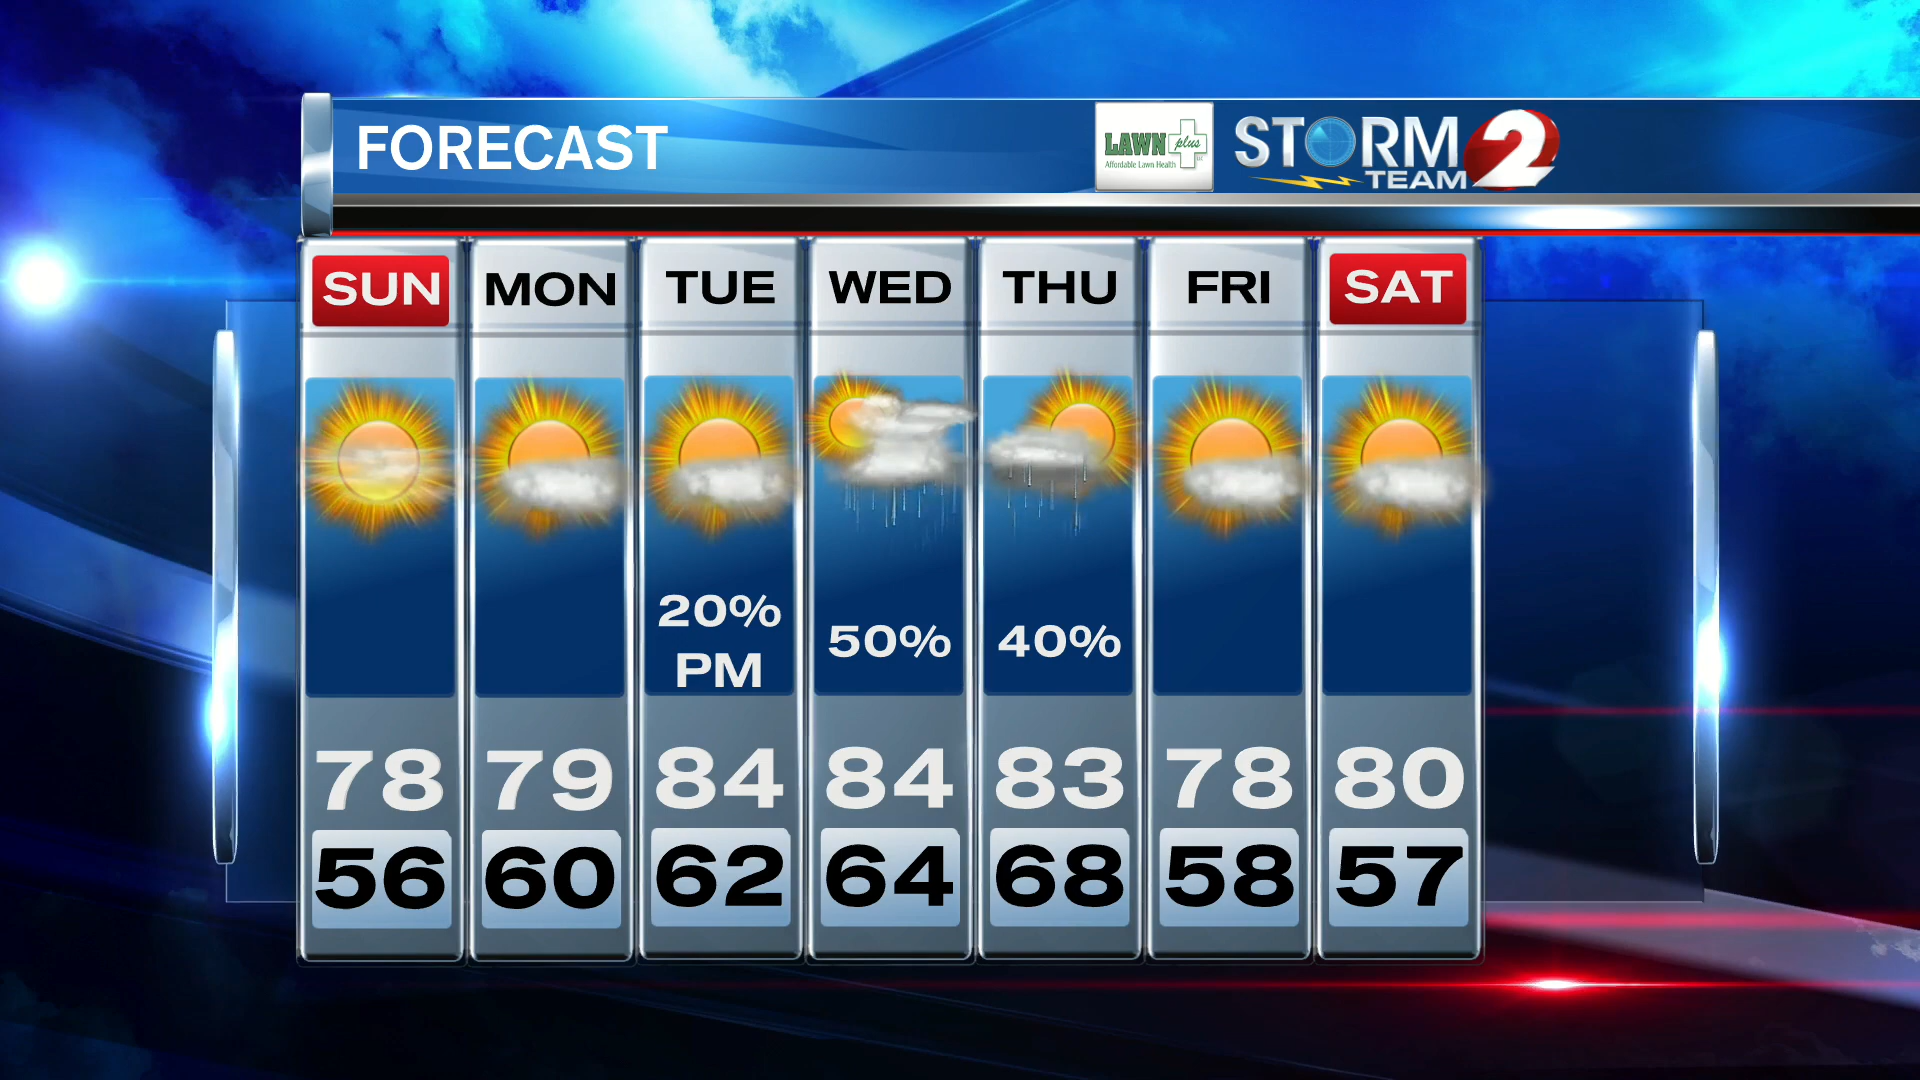 FORECAST
LAWN plus
Affordable Lawn Health
STORM
TEAM 2
SUN MON TUE WED THU FRI SAT
20%
PM
50% 40%
78 79 84 84 83 78 80
56 60 62 64 68 58 57